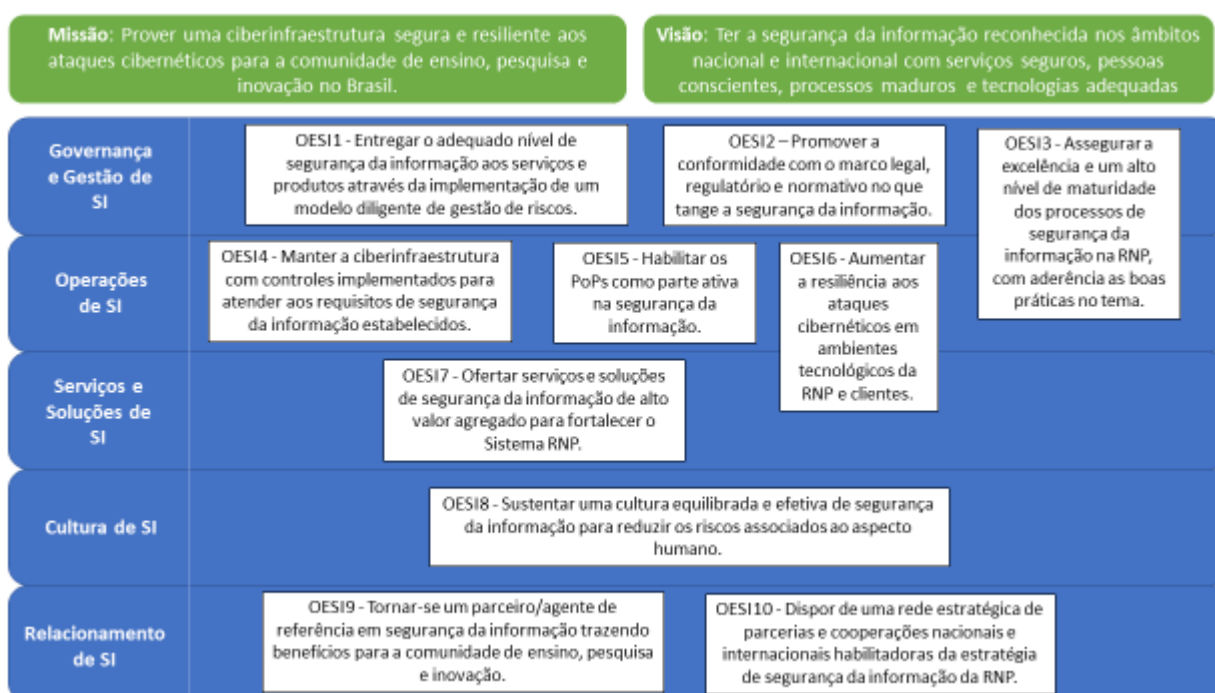 Missão: Prover uma ciberinfraestrutura segura e resiliente aos
ataques cibernéticos para a comunidade de ensino, pesquisa e
inovação no Brasil.
Visão: Ter a segurança da informação reconhecida nos âmbitos
nacional e internacional com serviços seguros, pessoas
conscientes, processos maduros e tecnologias adequadas
Governança
e Gestão de
SI
OESI1 - Entregar o adequado nível de
segurança da informação aos serviços e
produtos através da implementação de um
modelo diligente de gestão de riscos.
OESI2 – Promover a
conformidade com o marco legal,
regulatório e normativo no que
tange a segurança da informação.
OESI3 - Assegurar a
excelência e um alto
nível de maturidade
dos processos de
segurança da
informação na RNP,
com aderência as boas
práticas no tema.
Operações
de SI
OESI4 - Manter a ciberinfraestrutura
com controles implementados para
atender aos requisitos de segurança
da informação estabelecidos.
OESI5 - Habilitar os
PoPs como parte ativa
na segurança da
informação.
OESI6 - Aumentar
a resiliência aos
ataques
cibernéticos em
ambientes
tecnológicos da
RNP e clientes.
Serviços e
Soluções de
SI
OESI7 - Ofertar serviços e soluções
de segurança da informação de alto
valor agregado para fortalecer o
Sistema RNP.
Cultura de SI
OESI8 - Sustentar uma cultura equilibrada e efetiva de segurança
da informação para reduzir os riscos associados ao aspecto
humano.
Relacionamento
de SI
OESI9 - Tornar-se um parceiro/agente de
referência em segurança da informação trazendo
benefícios para a comunidade de ensino, pesquisa
e inovação.
OESI10 - Dispor de uma rede estratégica de
parcerias e cooperações nacionais e
internacionais habilitadoras da estratégia
de segurança da informação da RNP.